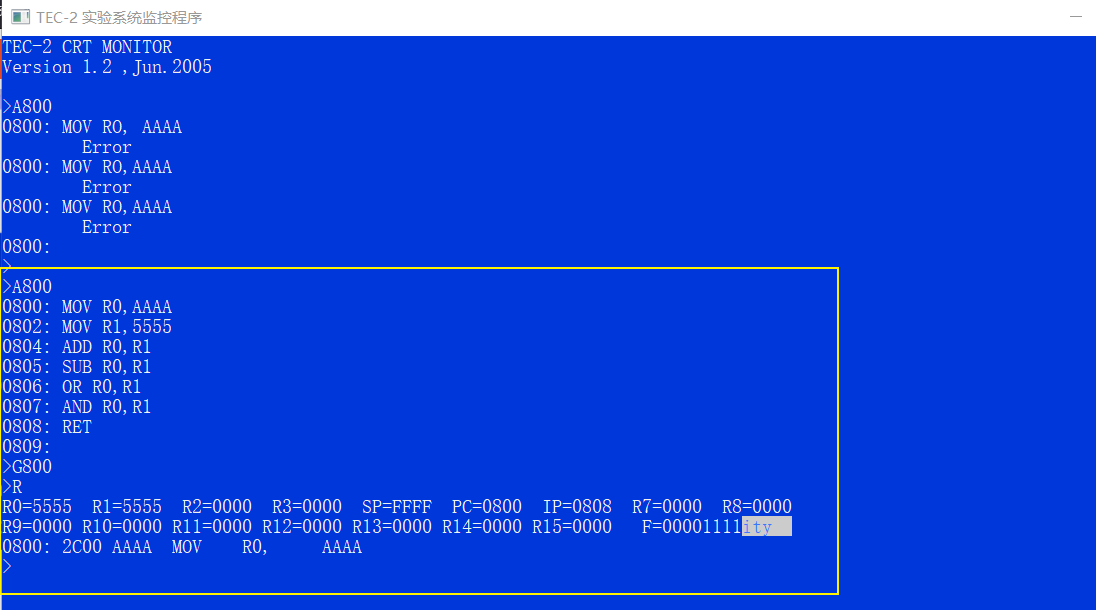 TEC-2 实验系统监控程序
TEC-2 CRT MONITOR
Version 1.2 ,Jun.2005
>A800
0800: MOV R0, AAAA
Error
0800: MOV R0,AAAA
Error
0800: MOV R0,AAAA
Error
0800:
>
>A800
0800: MOV R0,AAAA
0802: MOV R1,5555
0804: ADD R0,R1
0805: SUB R0,R1
0806: OR R0,R1
0807: AND R0,R1
0808: RET
0809:
>G800
>R
R0=5555  R1=5555  R2=0000  R3=0000  SP=FFFF  PC=0800  IP=0808  R7=0000  R8=0000
R9=0000 R10=0000 R11=0000 R12=0000 R13=0000 R14=0000 R15=0000   F=00001111ity
0800: 2C00 AAAA  MOV    R0,     AAAA
>